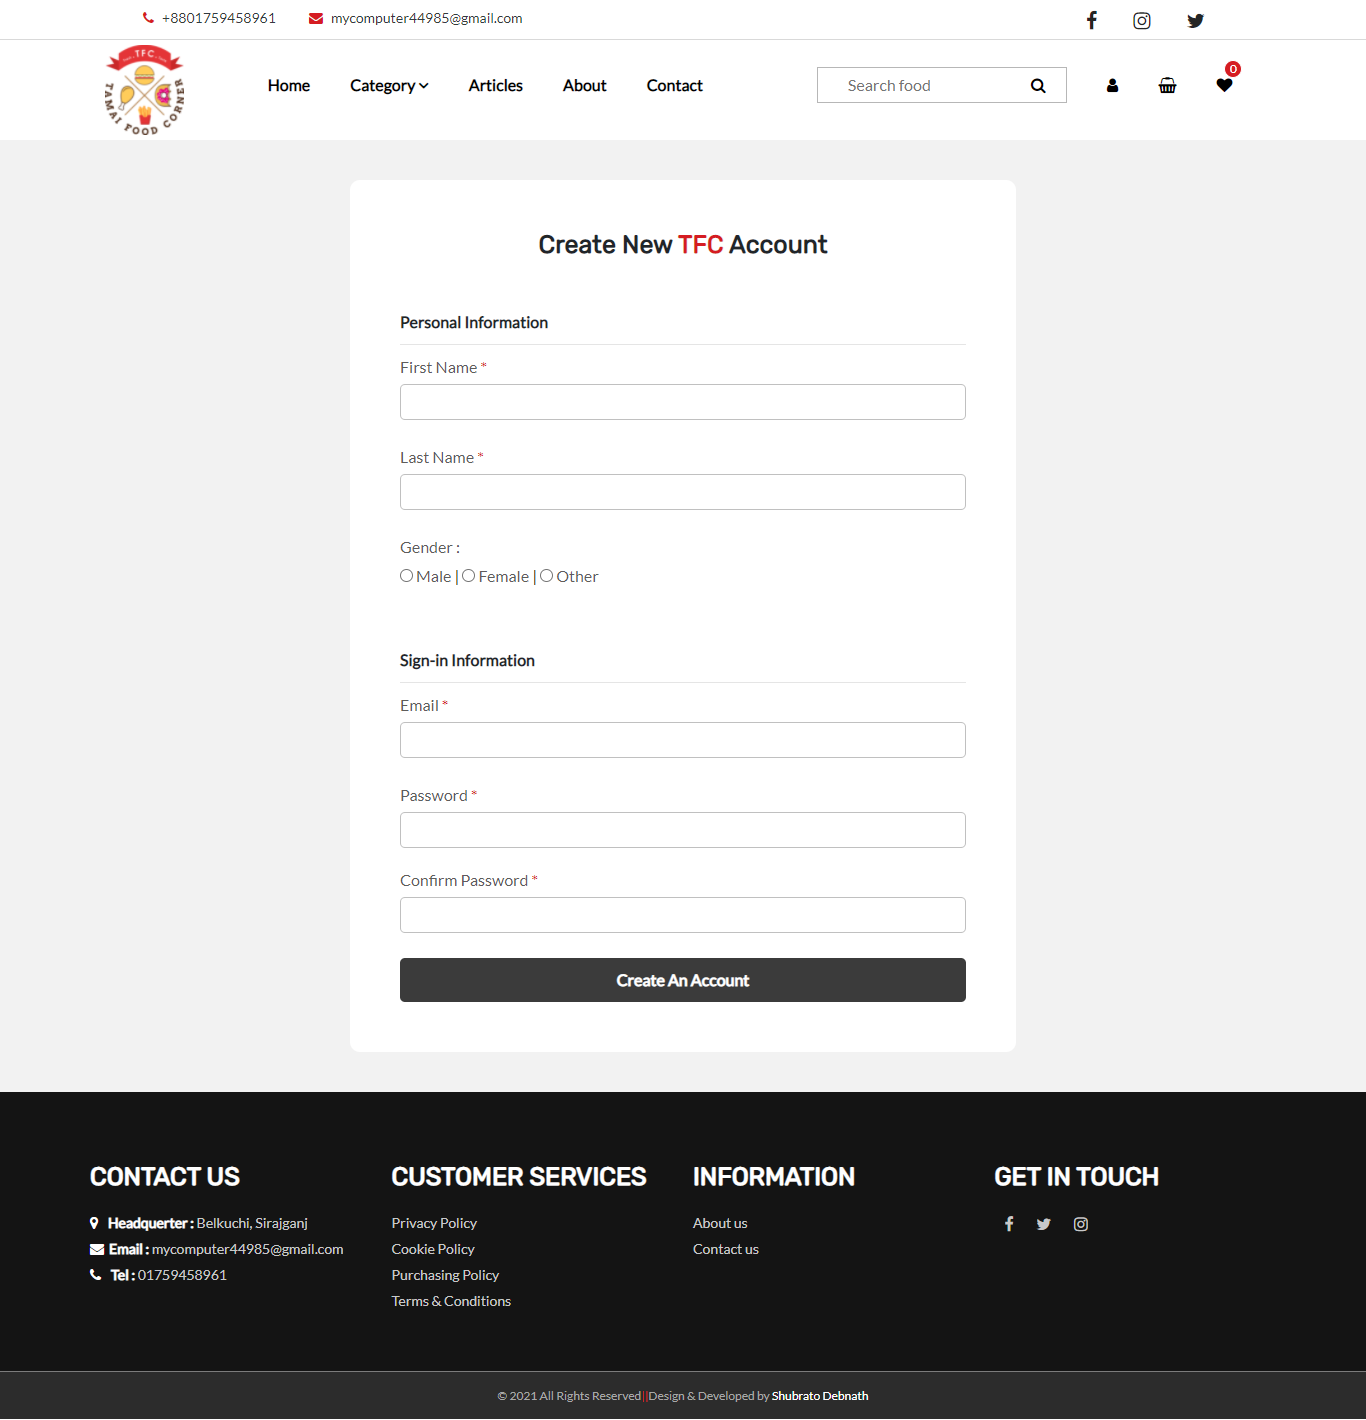 +8801759458961 mycomputer44985@gmail.com
TFC
TAMAI FOOD CORNER
Home Category Articles About Contact Search food 0
Create New TFC Account
Personal Information
First Name *
Last Name *
Gender :
Male | Female | Other
Sign-in Information
Email *
Password *
Confirm Password *
Create An Account
CONTACT US
Headquerter : Belkuchi, Sirajganj
Email : mycomputer44985@gmail.com
Tel : 01759458961
CUSTOMER SERVICES
Privacy Policy
Cookie Policy
Purchasing Policy
Terms & Conditions
INFORMATION
About us
Contact us
GET IN TOUCH
© 2021 All Rights Reserved||Design & Developed by Shubrato Debnath